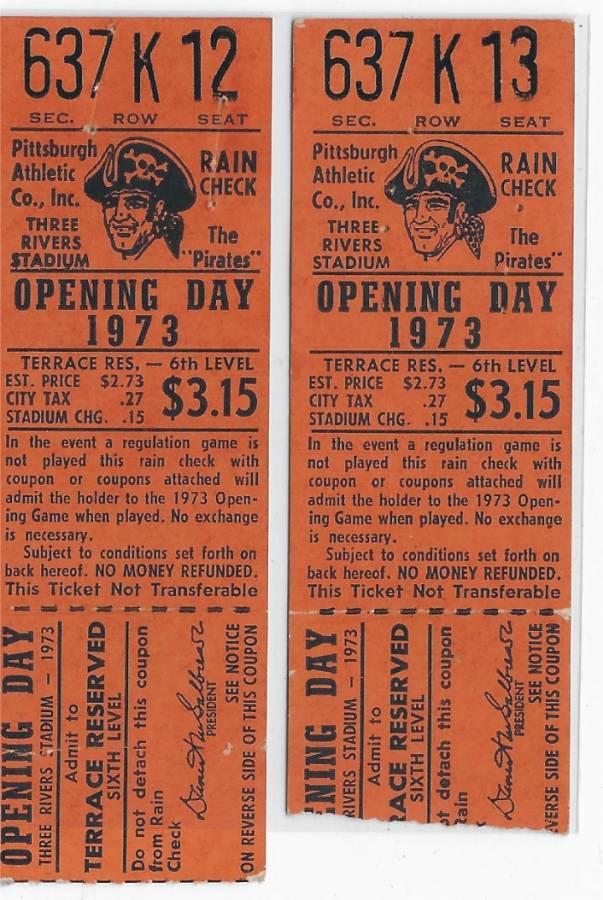 637 K 12
SEC. ROW SEAT
Pittsburgh
Athletic
Co., Inc.
THREE
RIVERS
STADIUM
RAIN
CHECK
The
"Pirates"
OPENING DAY
1973
TERRACE RES. — 6th LEVEL
EST. PRICE $2.73
CITY TAX .27
STADIUM CHG. .15
$3.15
In the event a regulation game is
not played this rain check with
coupon or coupons attached will
admit the holder to the 1973 Open-
ing Game when played. No exchange
is necessary.
Subject to conditions set forth on
back hereof. NO MONEY REFUNDED.
This Ticket Not Transferable
OPENING DAY
THREE RIVERS STADIUM — 1973
Admit to
TERRACE RESERVED
SIXTH LEVEL
Do not detach this coupon
from Rain
Check
PRESIDENT
SEE NOTICE
ON REVERSE SIDE OF THIS COUPON
637 K 13
SEC. ROW SEAT
Pittsburgh
Athletic
Co., Inc.
THREE
RIVERS
STADIUM
RAIN
CHECK
The
Pirates"
OPENING DAY
1973
TERRACE RES. — 6th LEVEL
EST. PRICE $2.73
CITY TAX .27
STADIUM CHG. .15
$3.15
In the event a regulation game is
not played this rain check with
coupon or coupons attached will
admit the holder to the 1973 Open-
ing Game when played. No exchange
is necessary.
Subject to conditions set forth on
back hereof. NO MONEY REFUNDED.
This Ticket Not Transferable
NING DAY
RIVERS STADIUM — 1973
Admit to
RACE RESERVED
SIXTH LEVEL
ot detach this coupon
Rain
PRESIDENT
SEE NOTICE
VERSE SIDE OF THIS COUPON